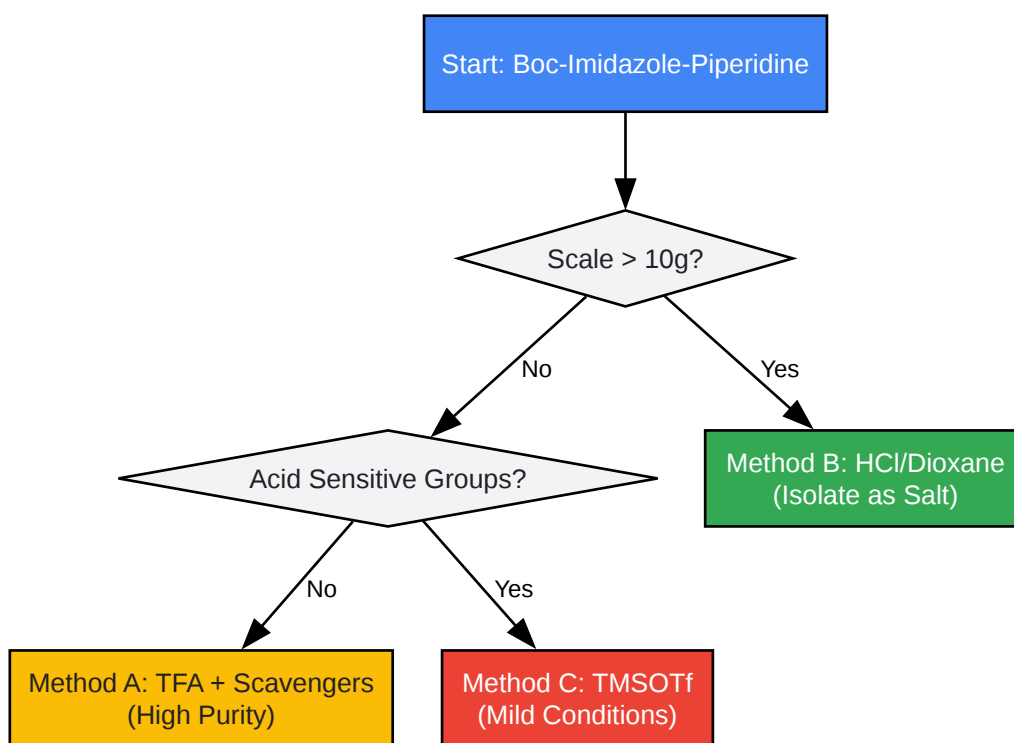 Start: Boc-Imidazole-Piperidine
Scale > 10g?
No
Yes
Acid Sensitive Groups?
Method B: HCl/Dioxane
(Isolate as Salt)
No
Yes
Method A: TFA + Scavengers
(High Purity)
Method C: TMSOTf
(Mild Conditions)